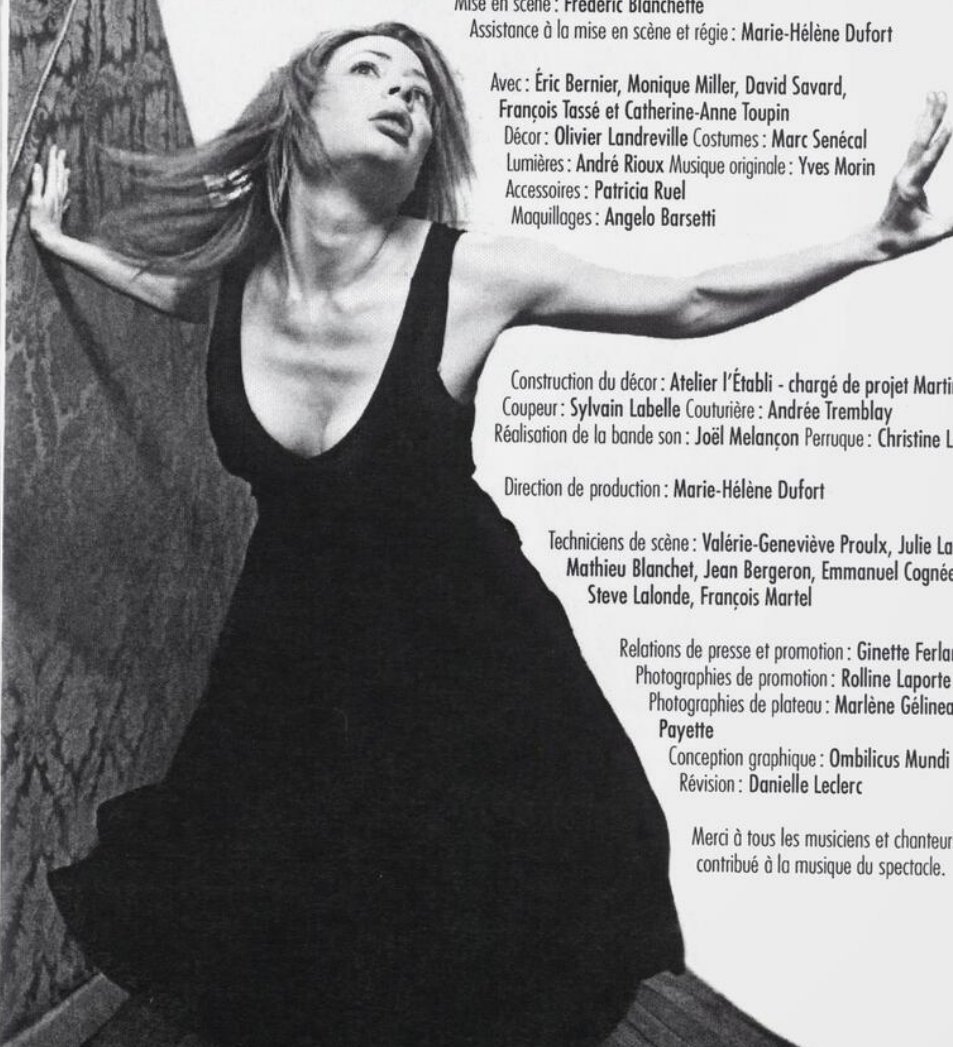 Mise en scène : Frédéric Blanchette
Assistance à la mise en scène et régie : Marie-Hélène Dufort
Avec : Éric Bernier, Monique Miller, David Savard,
François Tassé et Catherine-Anne Toupin
Décor : Olivier Landreville Costumes : Marc Senécal
Lumières : André Rioux Musique originale : Yves Morin
Accessoires : Patricia Ruel
Maquillages : Angelo Barsetti
Construction du décor : Atelier l'Établi - chargé de projet
Coupeur : Sylvain Labelle Couturière : Andrée Tremblay
Réalisation de la bande son : Joël Melançon Perruque : Christine
Direction de production : Marie-Hélène Dufort
Techniciens de scène : Valérie-Geneviève Proulx, Julie
Mathieu Blanchet, Jean Bergeron, Emmanuel
Steve Lalonde, François Martel
Relations de presse et promotion : Ginette
Photographies de promotion : Rolline Laporte
Photographies de plateau : Marlène
Payette
Conception graphique : Ombilicus Mundi
Révision : Danielle Leclerc
Merci à tous les musiciens et
contribué à la musique du spectacle.